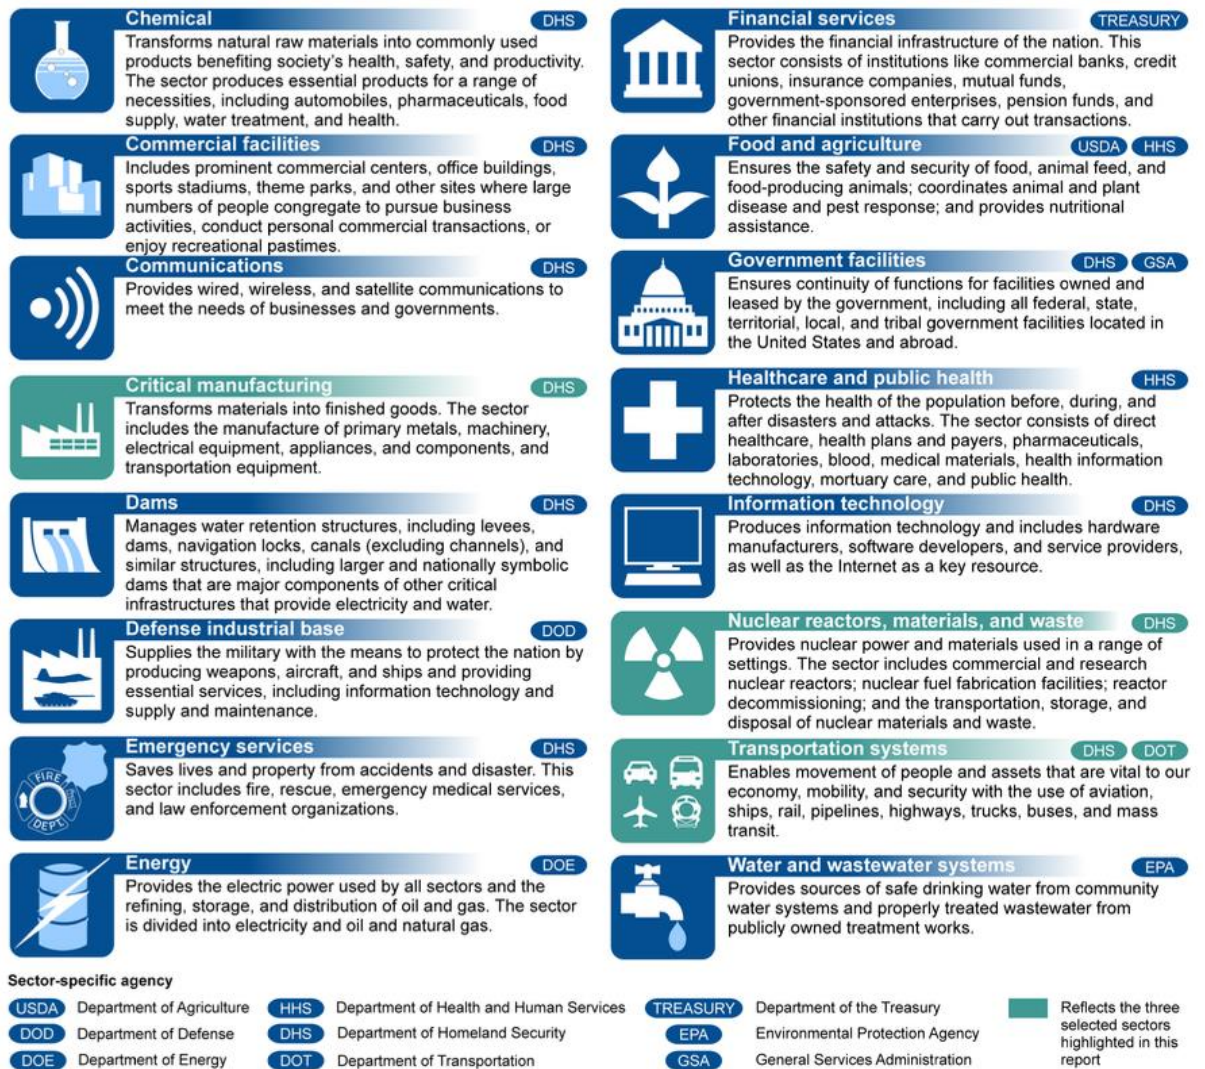 Chemical DHS
Transforms natural raw materials into commonly used
products benefiting society's health, safety, and productivity.
The sector produces essential products for a range of
necessities, including automobiles, pharmaceuticals, food
supply, water treatment, and health.
Commercial facilities DHS
Includes prominent commercial centers, office buildings,
sports stadiums, theme parks, and other sites where large
numbers of people congregate to pursue business
activities, conduct personal commercial transactions, or
enjoy recreational pastimes.
Communications DHS
Provides wired, wireless, and satellite communications to
meet the needs of businesses and governments.
Critical manufacturing DHS
Transforms materials into finished goods. The sector
includes the manufacture of primary metals, machinery,
electrical equipment, appliances, and components, and
transportation equipment.
Dams DHS
Manages water retention structures, including levees,
dams, navigation locks, canals (excluding channels), and
similar structures, including larger and nationally symbolic
dams that are major components of other critical
infrastructures that provide electricity and water.
Defense industrial base DOD
Supplies the military with the means to protect the nation by
producing weapons, aircraft, and ships and providing
essential services, including information technology and
supply and maintenance.
Emergency services DHS
FIRE
DEPT
Saves lives and property from accidents and disaster. This
sector includes fire, rescue, emergency medical services,
and law enforcement organizations.
Energy DOE
Provides the electric power used by all sectors and the
refining, storage, and distribution of oil and gas. The sector
is divided into electricity and oil and natural gas.
Financial services TREASURY
Provides the financial infrastructure of the nation. This
sector consists of institutions like commercial banks, credit
unions, insurance companies, mutual funds,
government-sponsored enterprises, pension funds, and
other financial institutions that carry out transactions.
Food and agriculture USDA HHS
Ensures the safety and security of food, animal feed, and
food-producing animals; coordinates animal and plant
disease and pest response; and provides nutritional
assistance.
Government facilities DHS GSA
Ensures continuity of functions for facilities owned and
leased by the government, including all federal, state,
territorial, local, and tribal government facilities located in
the United States and abroad.
Healthcare and public health HHS
Protects the health of the population before, during, and
after disasters and attacks. The sector consists of direct
healthcare, health plans and payers, pharmaceuticals,
laboratories, blood, medical materials, health information
technology, mortuary care, and public health.
Information technology DHS
Produces information technology and includes hardware
manufacturers, software developers, and service providers,
as well as the Internet as a key resource.
Nuclear reactors, materials, and waste DHS
Provides nuclear power and materials used in a range of
settings. The sector includes commercial and research
nuclear reactors; nuclear fuel fabrication facilities; reactor
decommissioning; and the transportation, storage, and
disposal of nuclear materials and waste.
Transportation systems DHS DOT
Enables movement of people and assets that are vital to our
economy, mobility, and security with the use of aviation,
ships, rail, pipelines, highways, trucks, buses, and mass
transit.
Water and wastewater systems EPA
Provides sources of safe drinking water from community
water systems and properly treated wastewater from
publicly owned treatment works.
Sector-specific agency
USDA Department of Agriculture
DOD Department of Defense
DOE Department of Energy
HHS Department of Health and Human Services
DHS Department of Homeland Security
DOT Department of Transportation
TREASURY Department of the Treasury
EPA Environmental Protection Agency
GSA General Services Administration
Reflects the three
selected sectors
highlighted in this
report